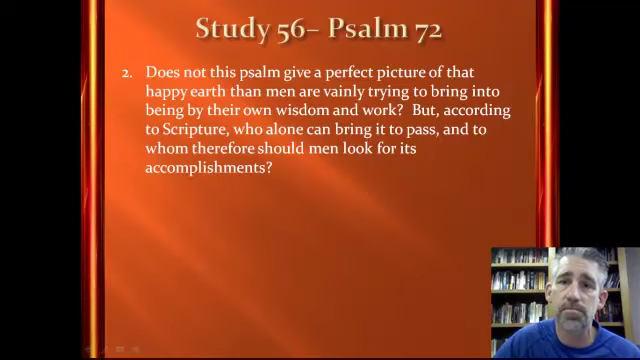 Study 56– Psalm 72
2. Does not this psalm give a perfect picture of that
happy earth than men are vainly trying to bring into
being by their own wisdom and work? But, according
to Scripture, who alone can bring it to pass, and to
whom therefore should men look for its
accomplishments?